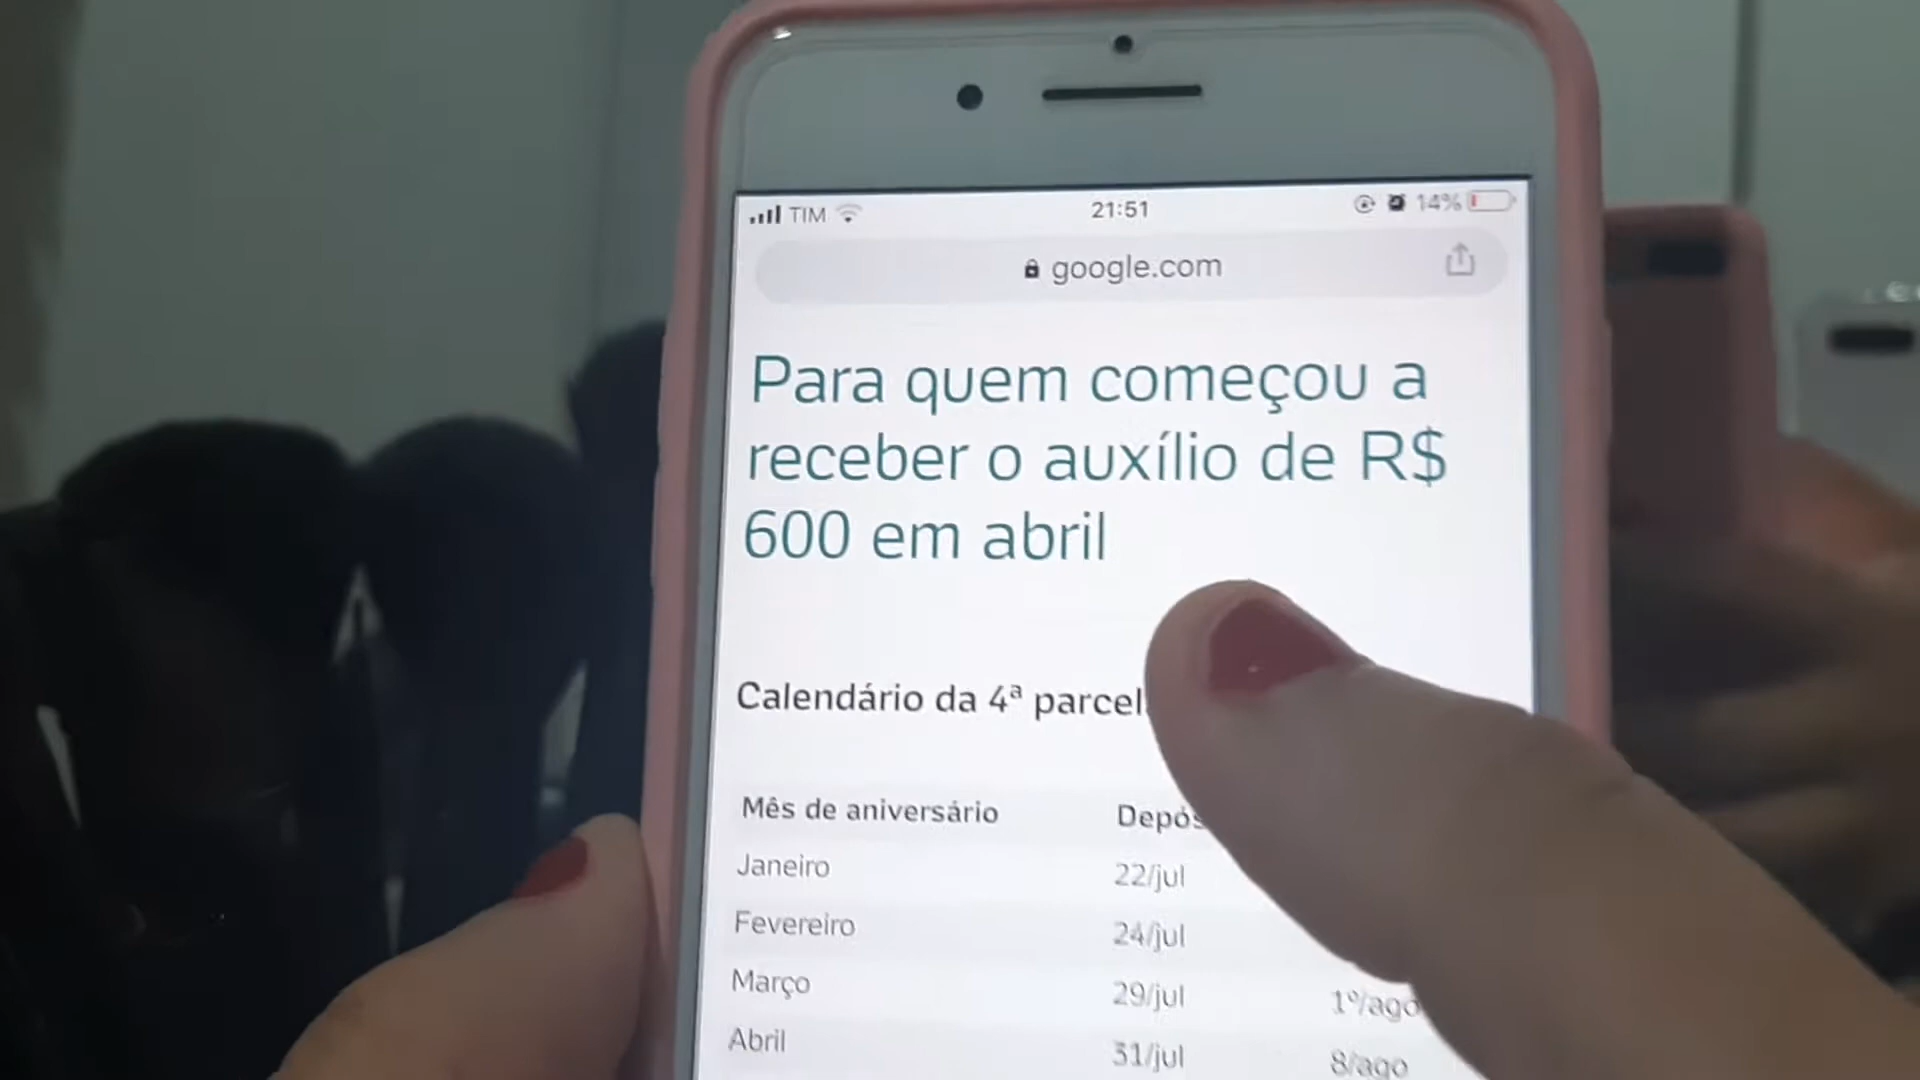 TIM 21:51 14%
google.com
Para quem começou a
receber o auxílio de R$
600 em abril
Calendário da 4ª parcel
Mês de aniversário Depós
Janeiro 22/jul
Fevereiro 24/jul
Março 29/jul 1º/ago
Abril 31/jul 8/ago